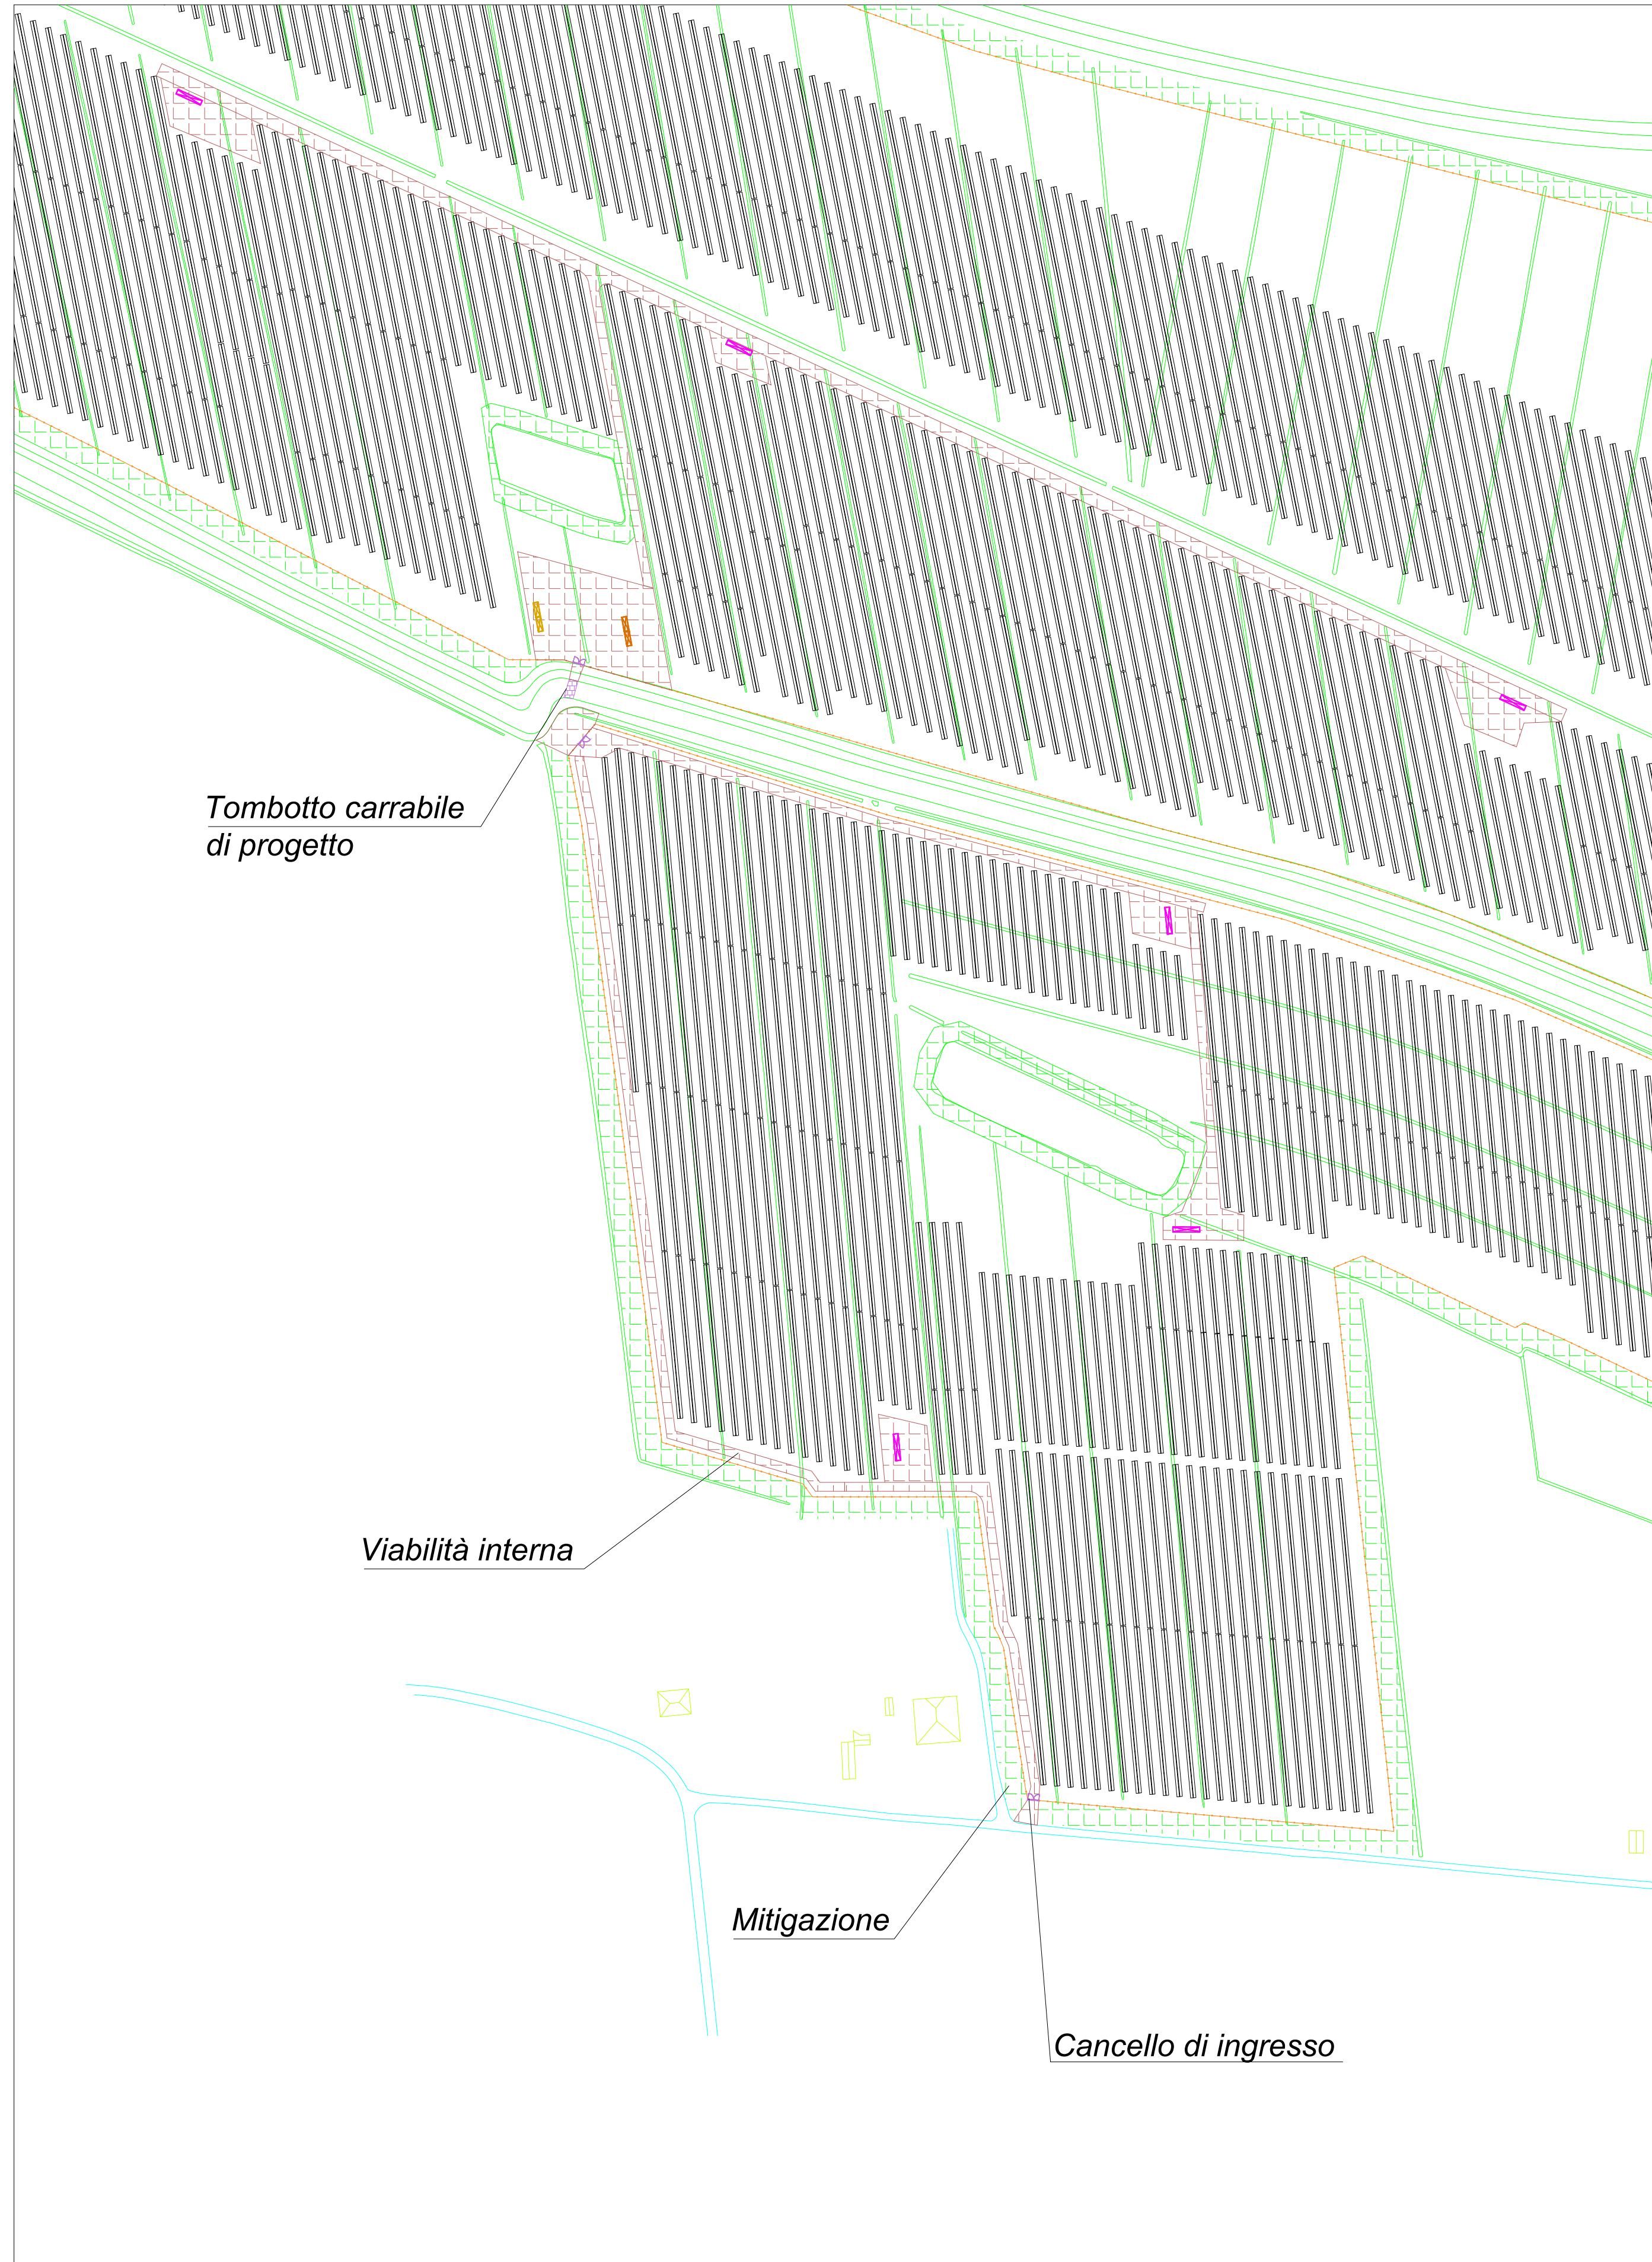 Tombotto carrabile
di progetto
Viabilità interna
Mitigazione
Cancello di ingresso